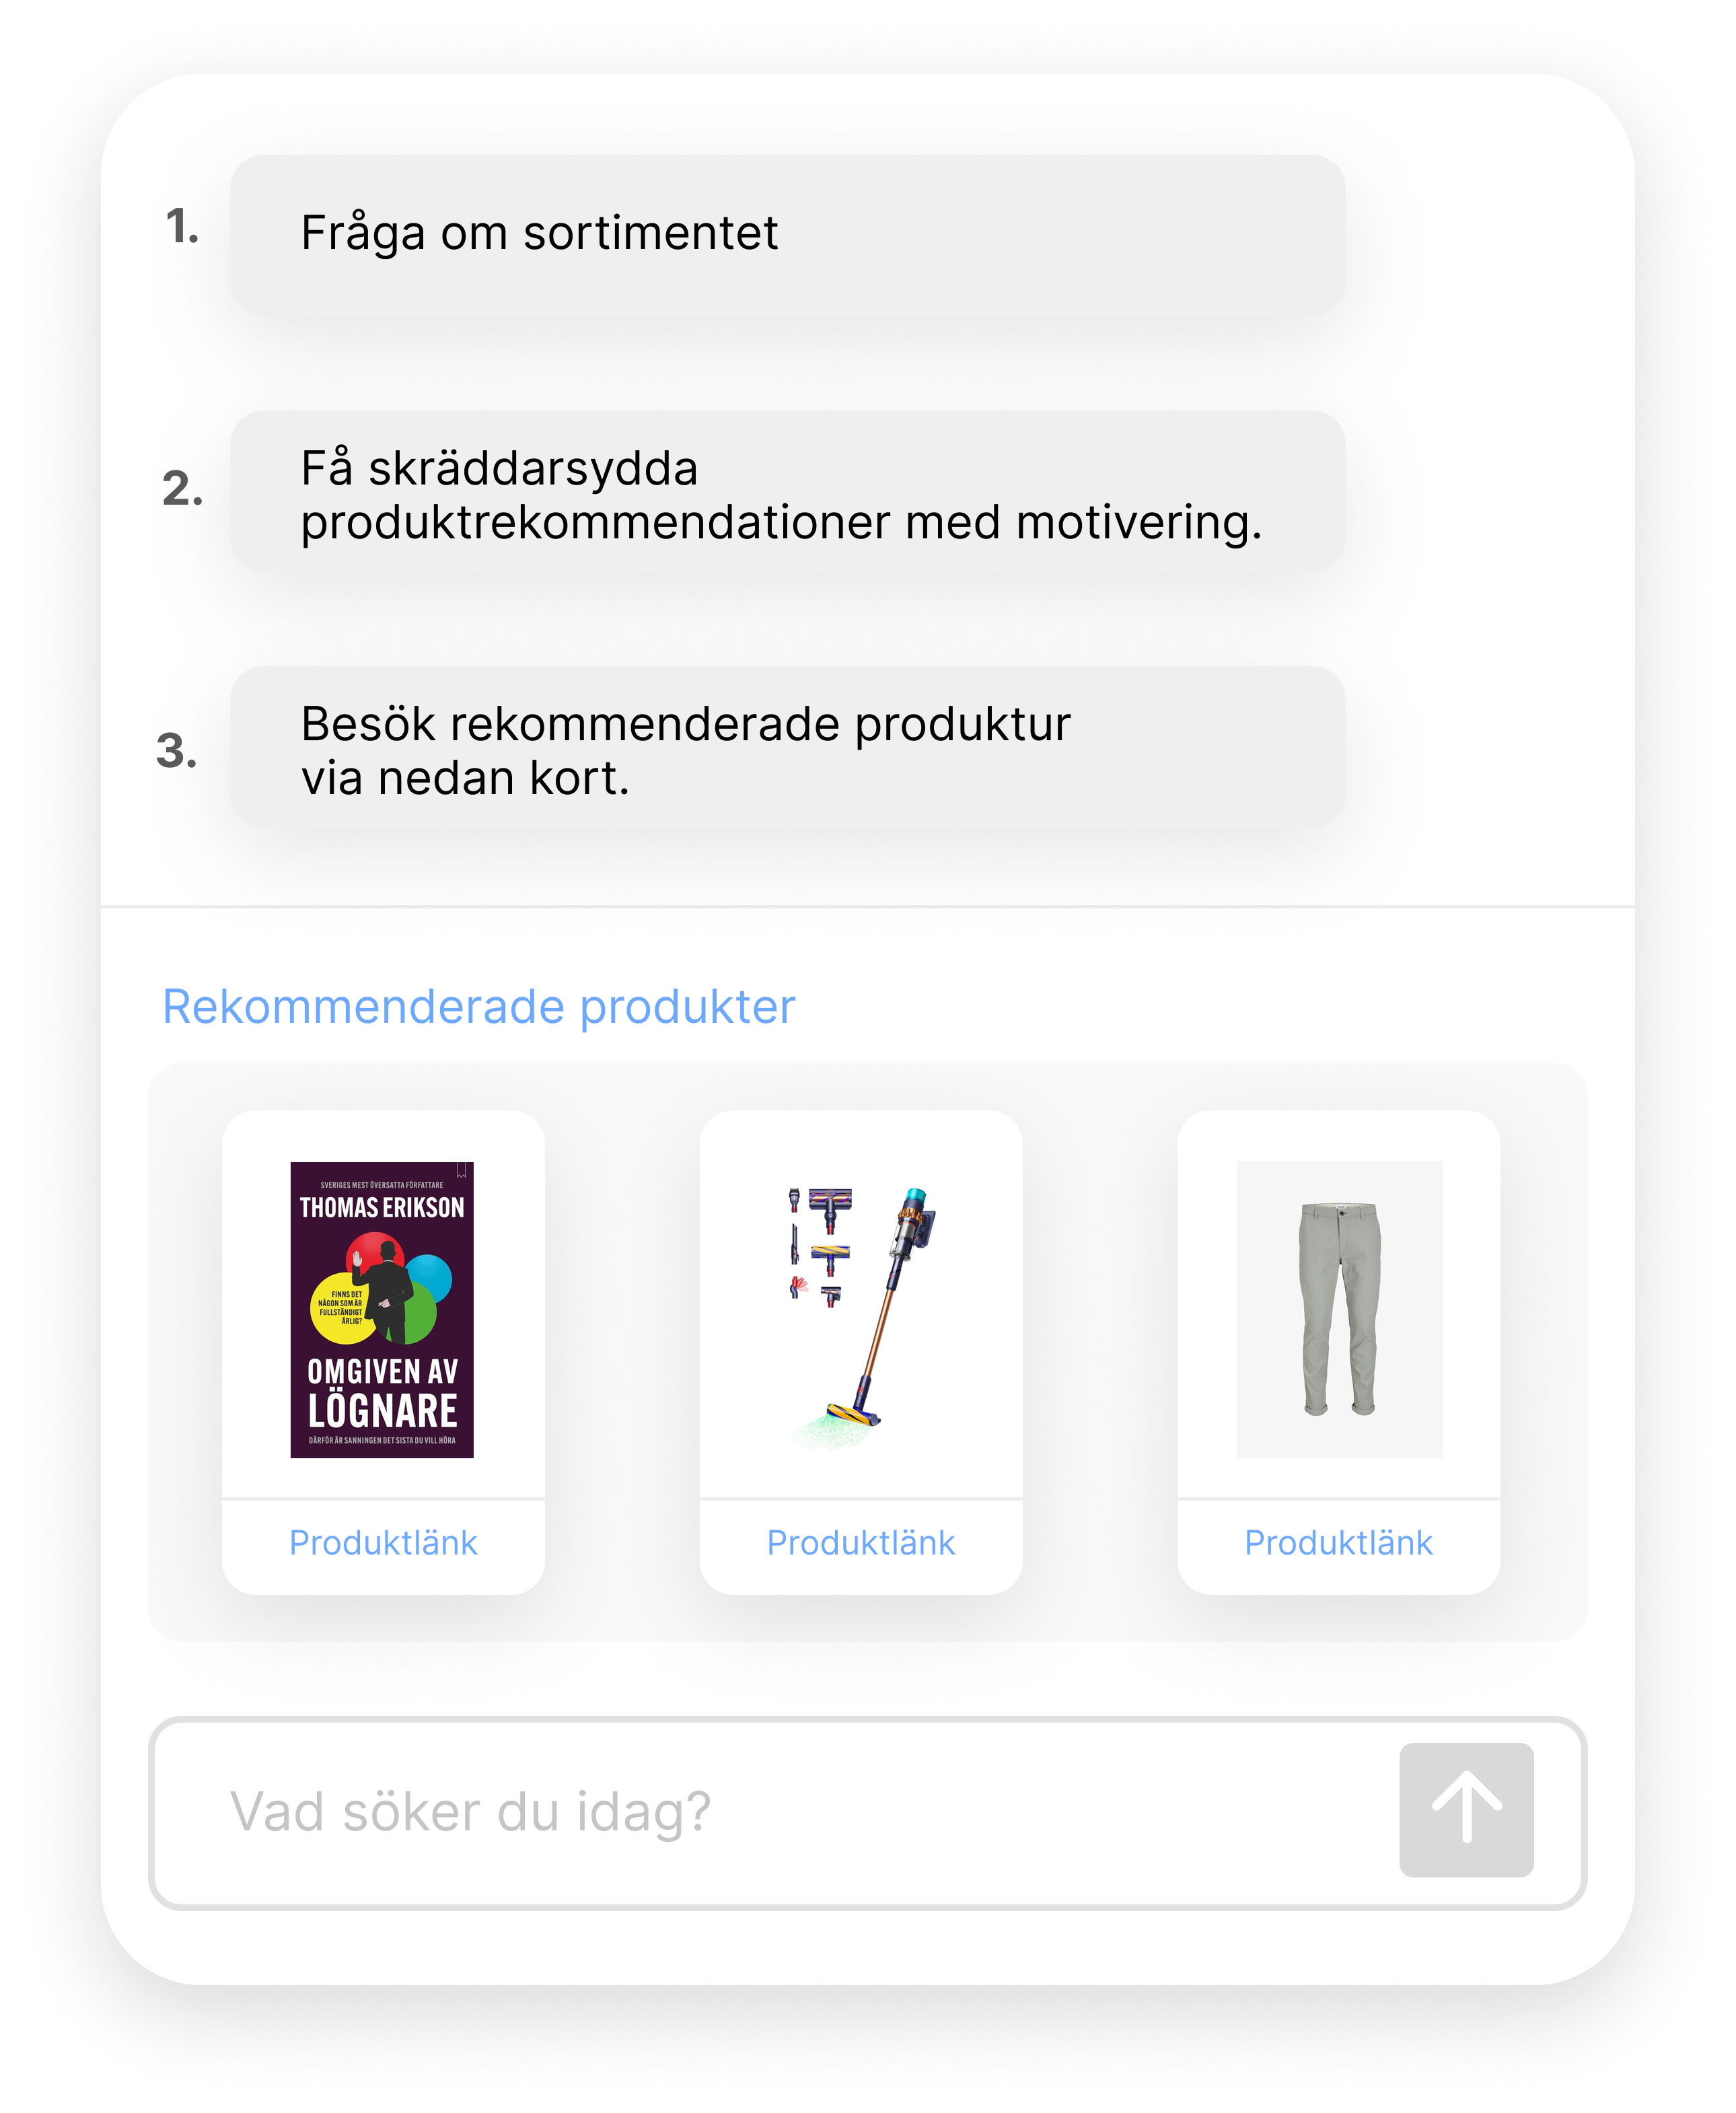 1.
Fråga om sortimentet
2.
Få skräddarsydda
produktrekommendationer med motivering.
3.
Besök rekommenderade produktur
via nedan kort.
Rekommenderade produkter
SVERIGES MEST ÖVERSATTA FÖRFATTARE
THOMAS ERIKSON
FINNS DET
NÅGON SOM ÄR
FULLSTÄNDIGT
ÄRLIG?
OMGIVEN AV
LÖGNARE
DÄRFÖR ÄR SANNINGEN DET SISTA DU VILL HÖRA
Produktlänk
Produktlänk
Produktlänk
Vad söker du idag?